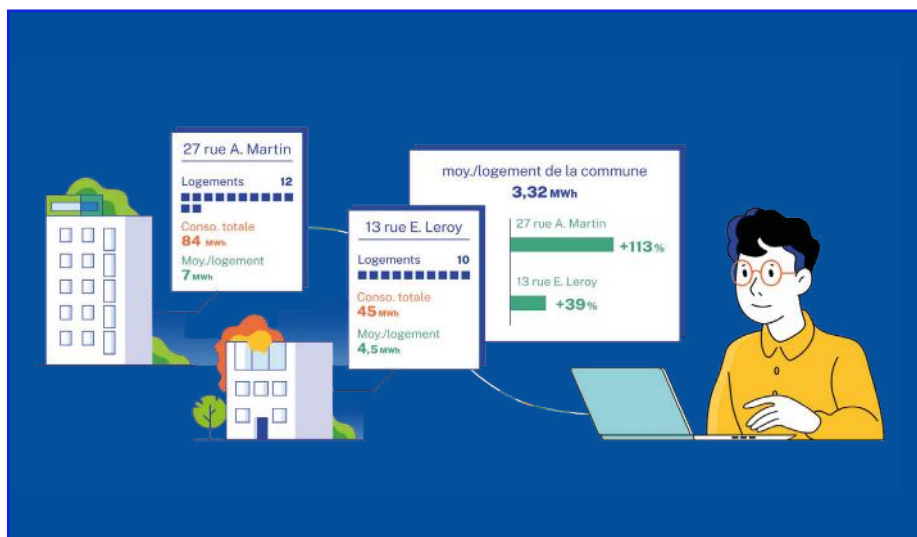 27 rue A. Martin
Logements 12
Conso. totale
84 MWh
Moy./logement
7 MWh
13 rue E. Leroy
Logements 10
Conso. totale
45 MWh
Moy./logement
4,5 MWh
moy./logement de la commune
3,32 MWh
27 rue A. Martin
+113 %
13 rue E. Leroy
+39 %